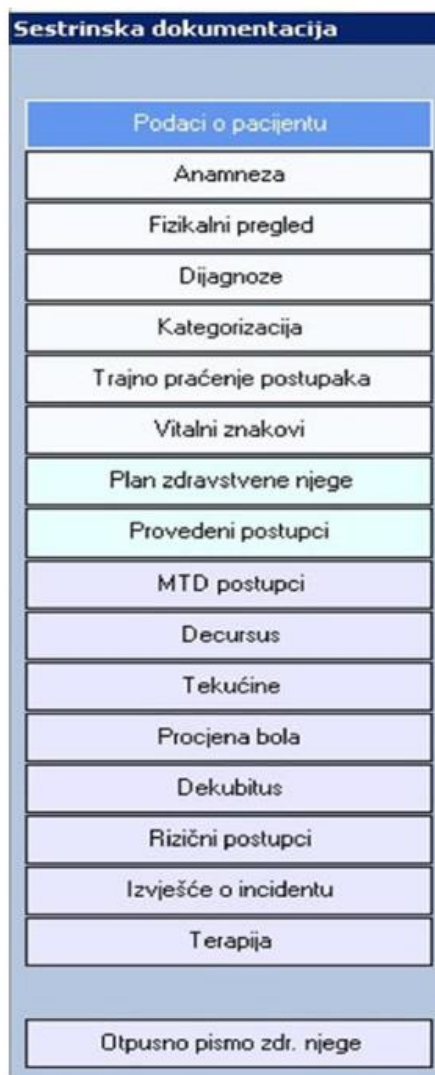 Sestrinska dokumentacija
Podaci o pacijentu
Anamneza
Fizikalni pregled
Dijagnoze
Kategorizacija
Trajno praćenje postupaka
Vitalni znakovi
Plan zdravstvene njege
Provedeni postupci
MTD postupci
Decursus
Tekućine
Procjena bola
Dekubitus
Rizični postupci
Izvješće o incidentu
Terapija
Otpusno pismo zdr. njege